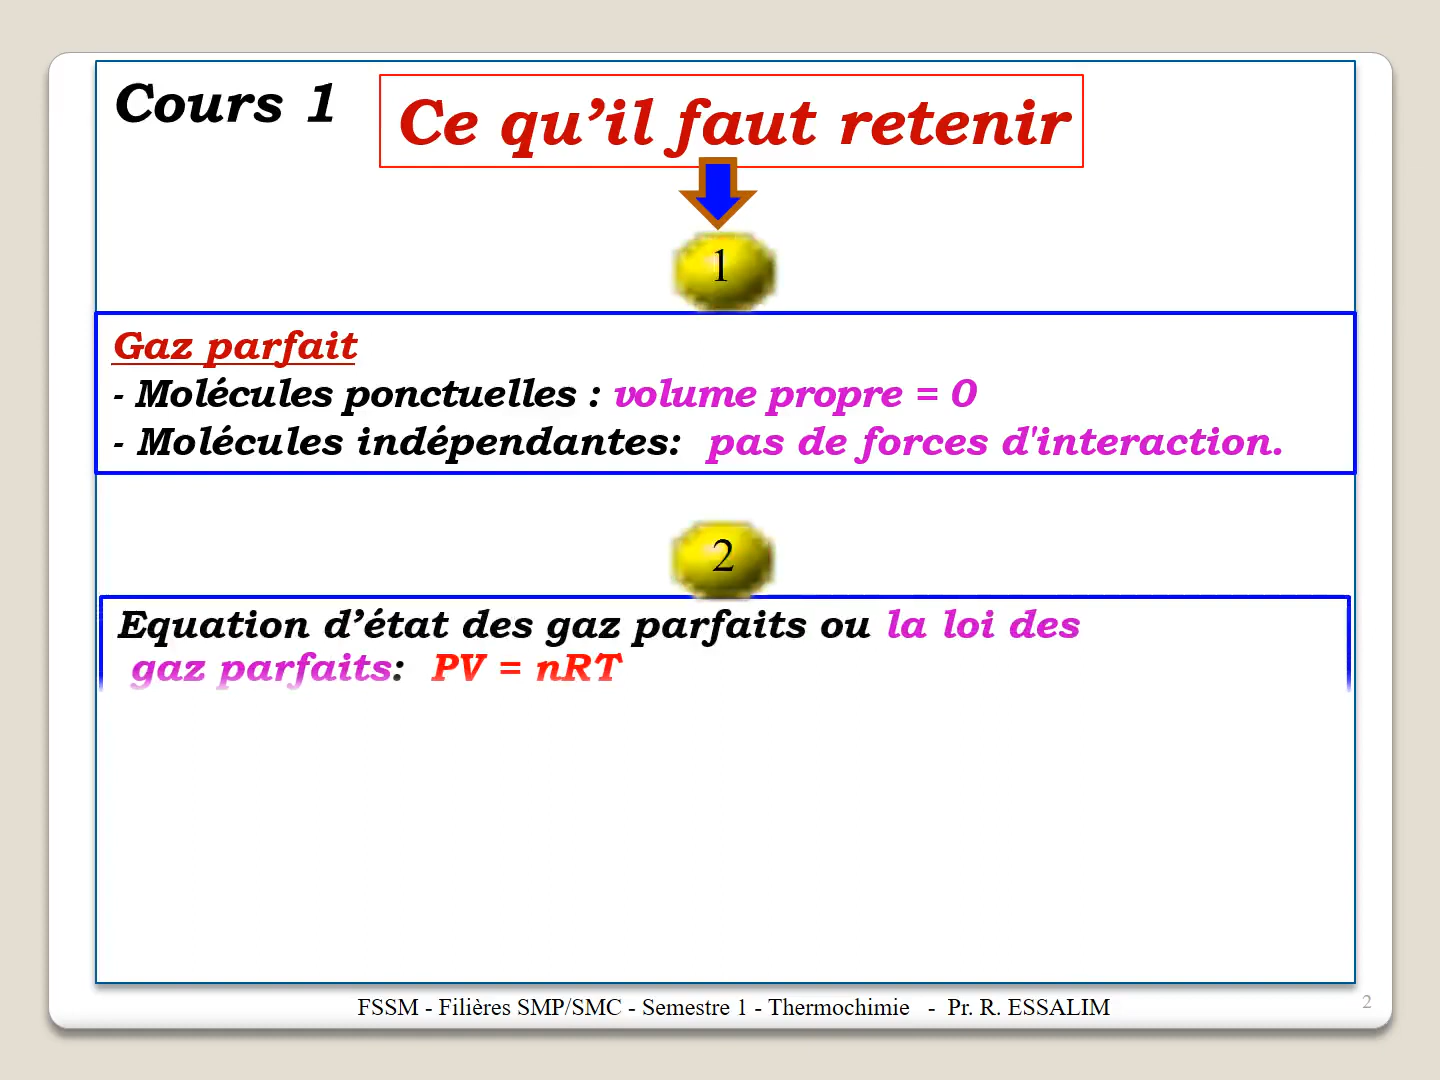 Cours 1
Ce qu’il faut retenir
1
Gaz parfait
- Molécules ponctuelles : volume propre = 0
- Molécules indépendantes: pas de forces d'interaction.
2
Equation d’état des gaz parfaits ou la loi des
gaz parfaits: PV = nRT
FSSM - Filières SMP/SMC - Semestre 1 - Thermochimie - Pr. R. ESSALIM
2